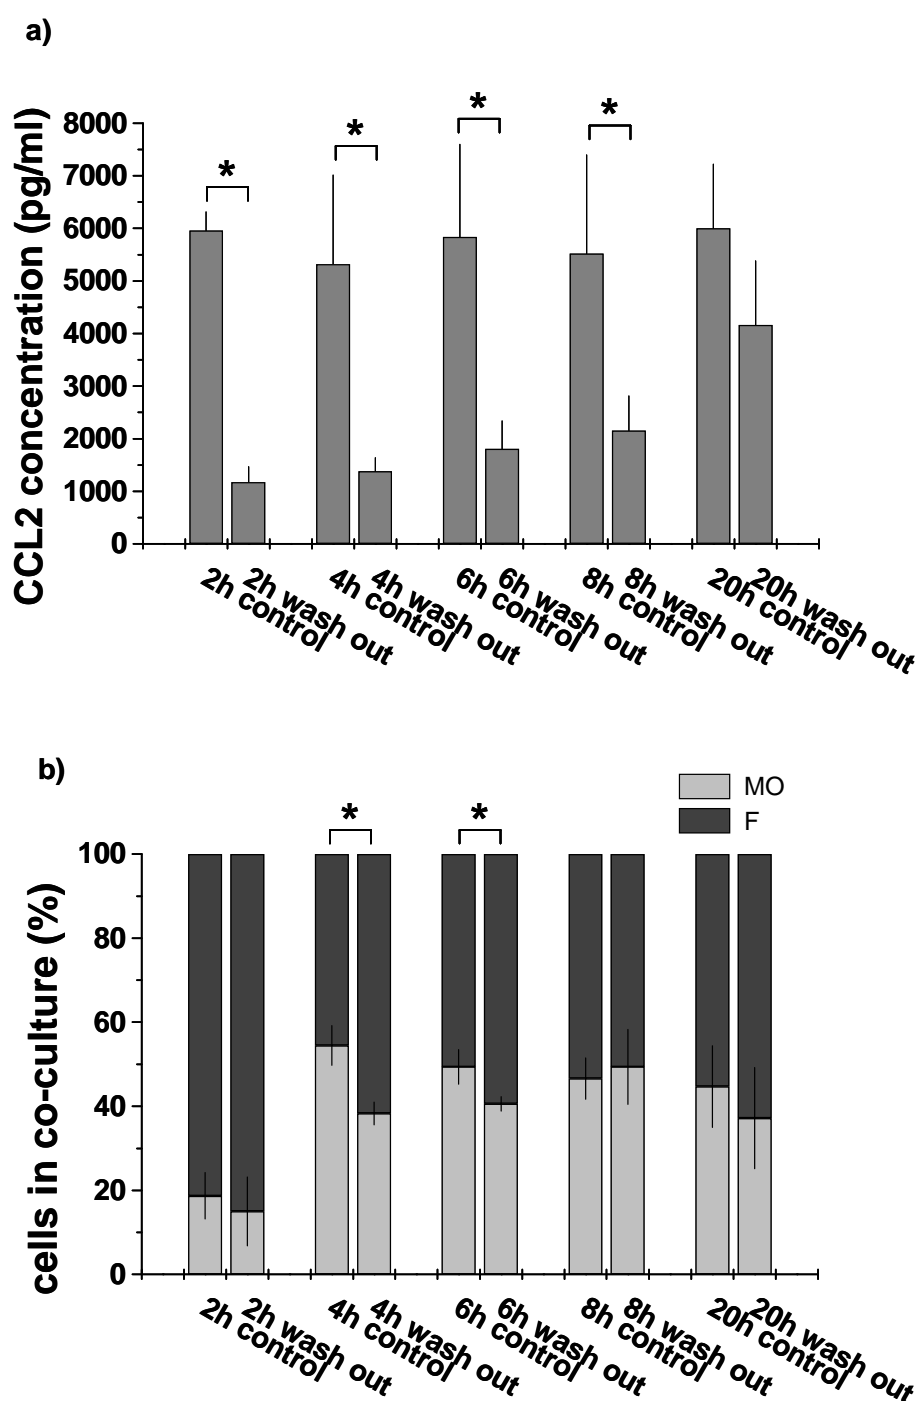 a)
CCL2 concentration (pg/ml)
*
*
*
*
8000
7000
6000
5000
4000
3000
2000
1000
0
2h control
2h wash out
4h control
4h wash out
6h control
6h wash out
8h control
8h wash out
20h control
20h wash out
b)
MO
F
cells in co-culture (%)
*
*
100
80
60
40
20
0
2h control
2h wash out
4h control
4h wash out
6h control
6h wash out
8h control
8h wash out
20h control
20h wash out